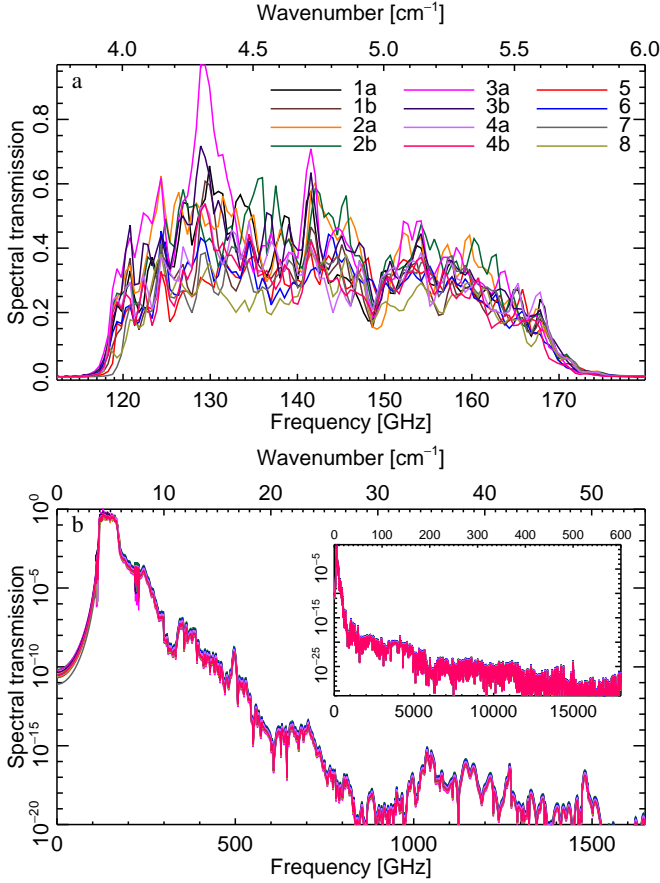 Wavenumber [cm⁻¹]
4.0 4.5 5.0 5.5 6.0
a
1a 3a 5
1b 3b 6
2a 4a 7
2b 4b 8
Spectral transmission
0.8
0.6
0.4
0.2
0.0
120 130 140 150 160 170
Frequency [GHz]
Wavenumber [cm⁻¹]
0 10 20 30 40 50
b
Spectral transmission
10⁰
10⁻⁵
10⁻¹⁰
10⁻¹⁵
10⁻²⁰
0 100 200 300 400 500 600
10⁻⁵
10⁻¹⁵
10⁻²⁵
0 5000 10000 15000
0 500 1000 1500
Frequency [GHz]